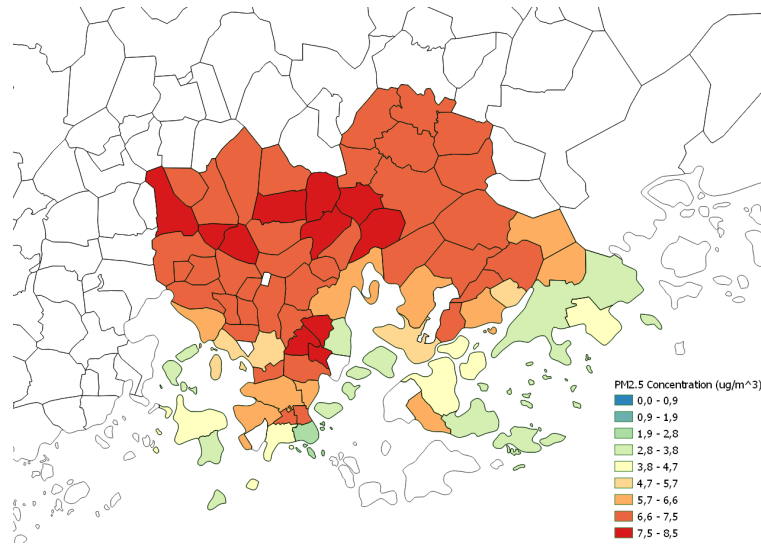 PM2.5 Concentration (ug/m^3)
0,0 - 0,9
0,9 - 1,9
1,9 - 2,8
2,8 - 3,8
3,8 - 4,7
4,7 - 5,7
5,7 - 6,6
6,6 - 7,5
7,5 - 8,5